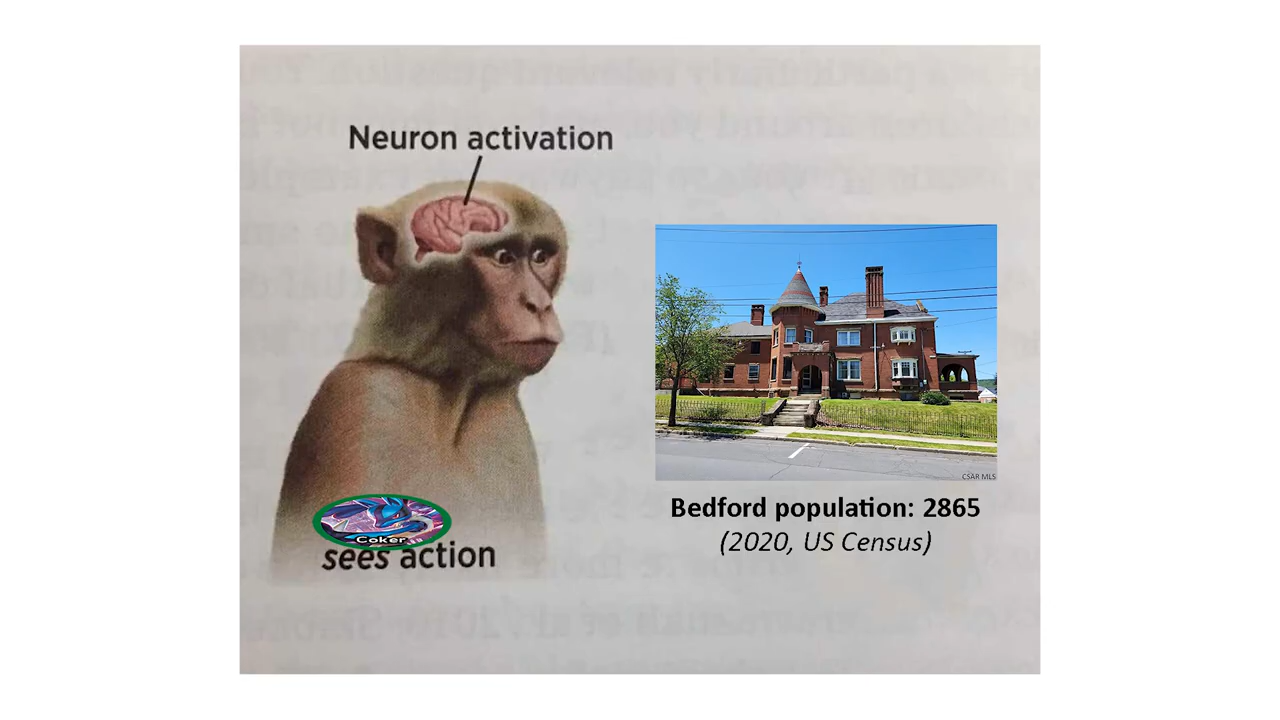 Neuron activation
Coker
sees action
CSAR MLS
Bedford population: 2865
(2020, US Census)